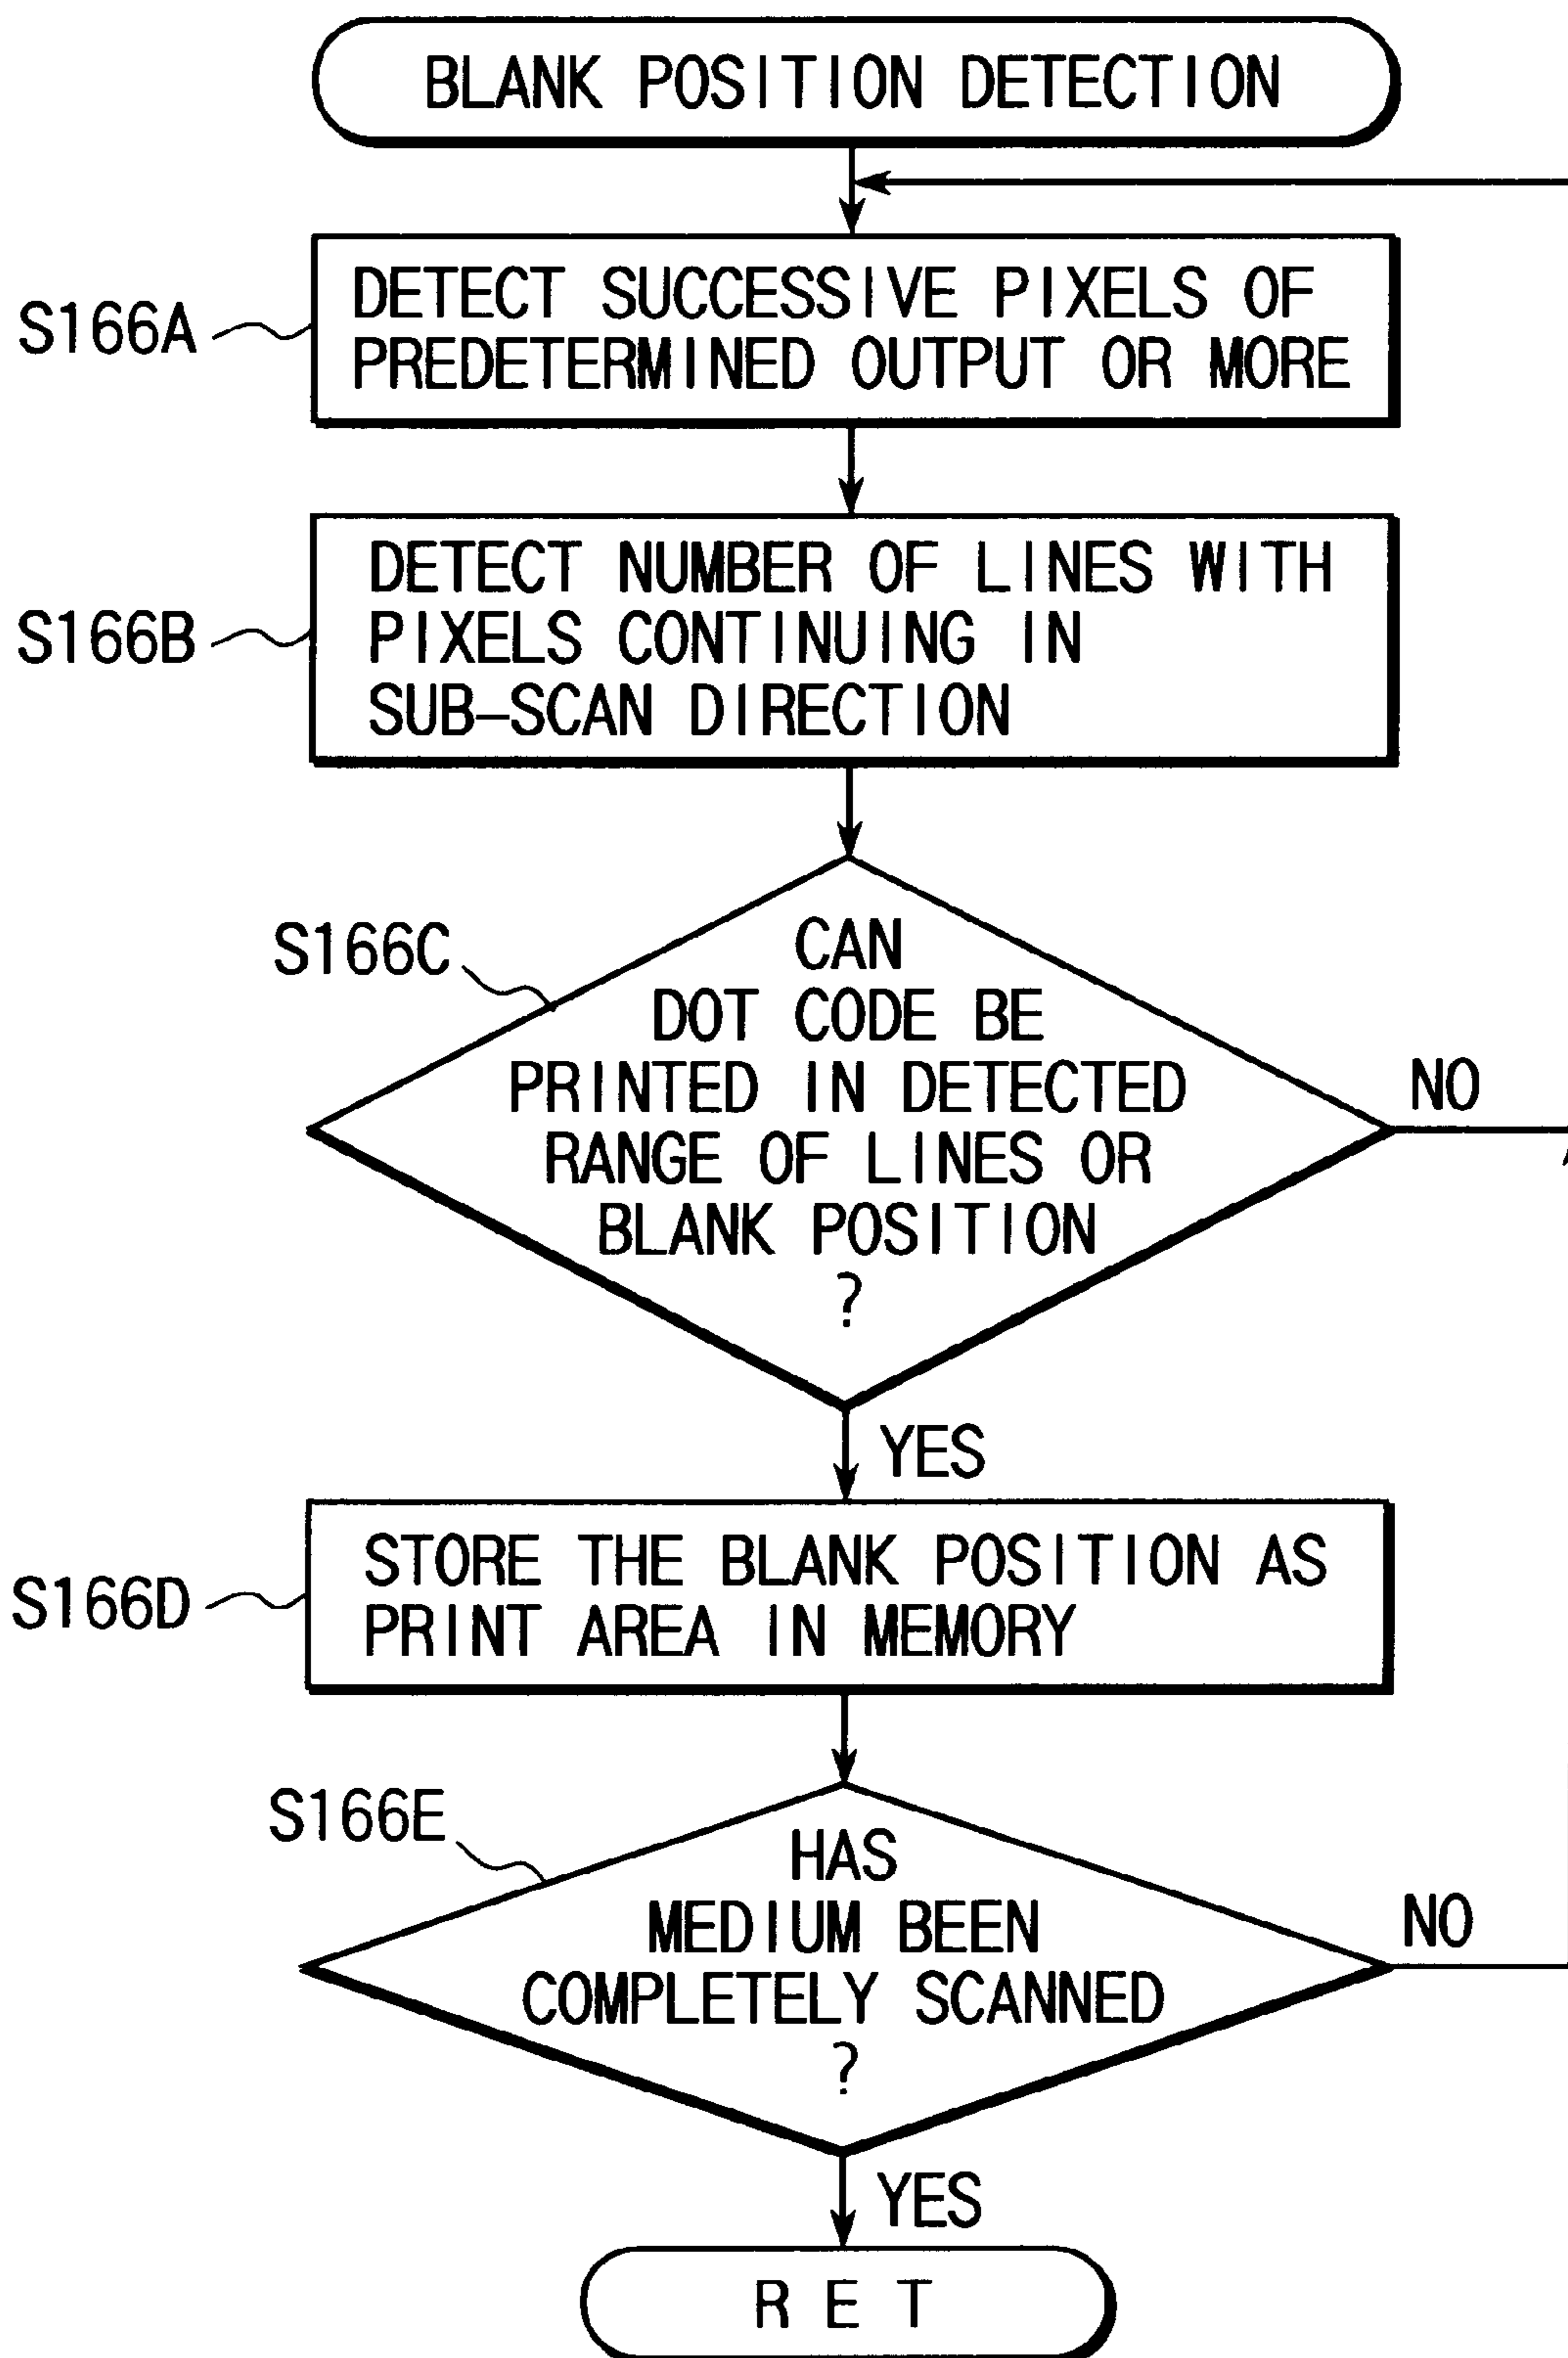 BLANK POSITION DETECTION
S166A
DETECT SUCCESSIVE PIXELS OF
PREDETERMINED OUTPUT OR MORE
S166B
DETECT NUMBER OF LINES WITH
PIXELS CONTINUING IN
SUB-SCAN DIRECTION
S166C
CAN
DOT CODE BE
PRINTED IN DETECTED
RANGE OF LINES OR
BLANK POSITION
?
NO
YES
S166D
STORE THE BLANK POSITION AS
PRINT AREA IN MEMORY
S166E
HAS
MEDIUM BEEN
COMPLETELY SCANNED
?
NO
YES
RET